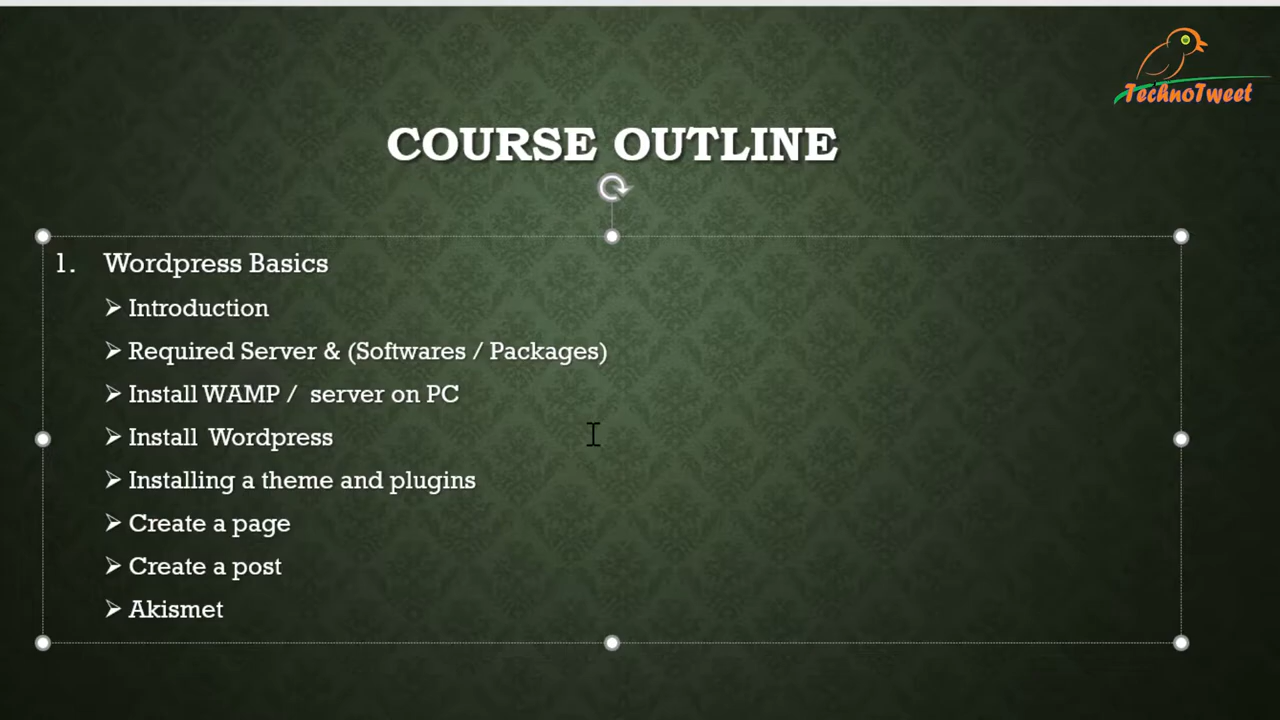 TechnoTweet
COURSE OUTLINE
1. Wordpress Basics
➢ Introduction
➢ Required Server & (Softwares / Packages)
➢ Install WAMP /  server on PC
➢ Install  Wordpress
➢ Installing a theme and plugins
➢ Create a page
➢ Create a post
➢ Akismet